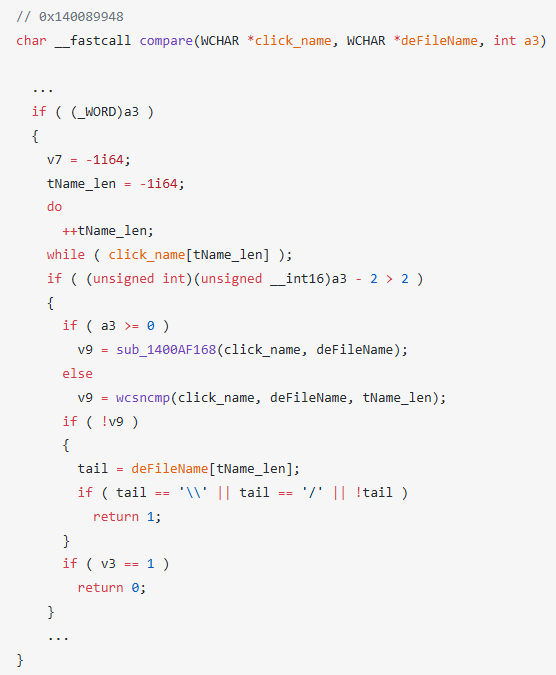 // 0x140089948
char __fastcall compare(WCHAR *click_name, WCHAR *deFileName, int a3)
...
if ( (_WORD)a3 )
{
v7 = -1i64;
tName_len = -1i64;
do
++tName_len;
while ( click_name[tName_len] );
if ( (unsigned int)(unsigned __int16)a3 - 2 > 2 )
{
if ( a3 >= 0 )
v9 = sub_1400AF168(click_name, deFileName);
else
v9 = wcsncmp(click_name, deFileName, tName_len);
if ( !v9 )
{
tail = deFileName[tName_len];
if ( tail == '\\' || tail == '/' || !tail )
return 1;
}
if ( v3 == 1 )
return 0;
}
...
}